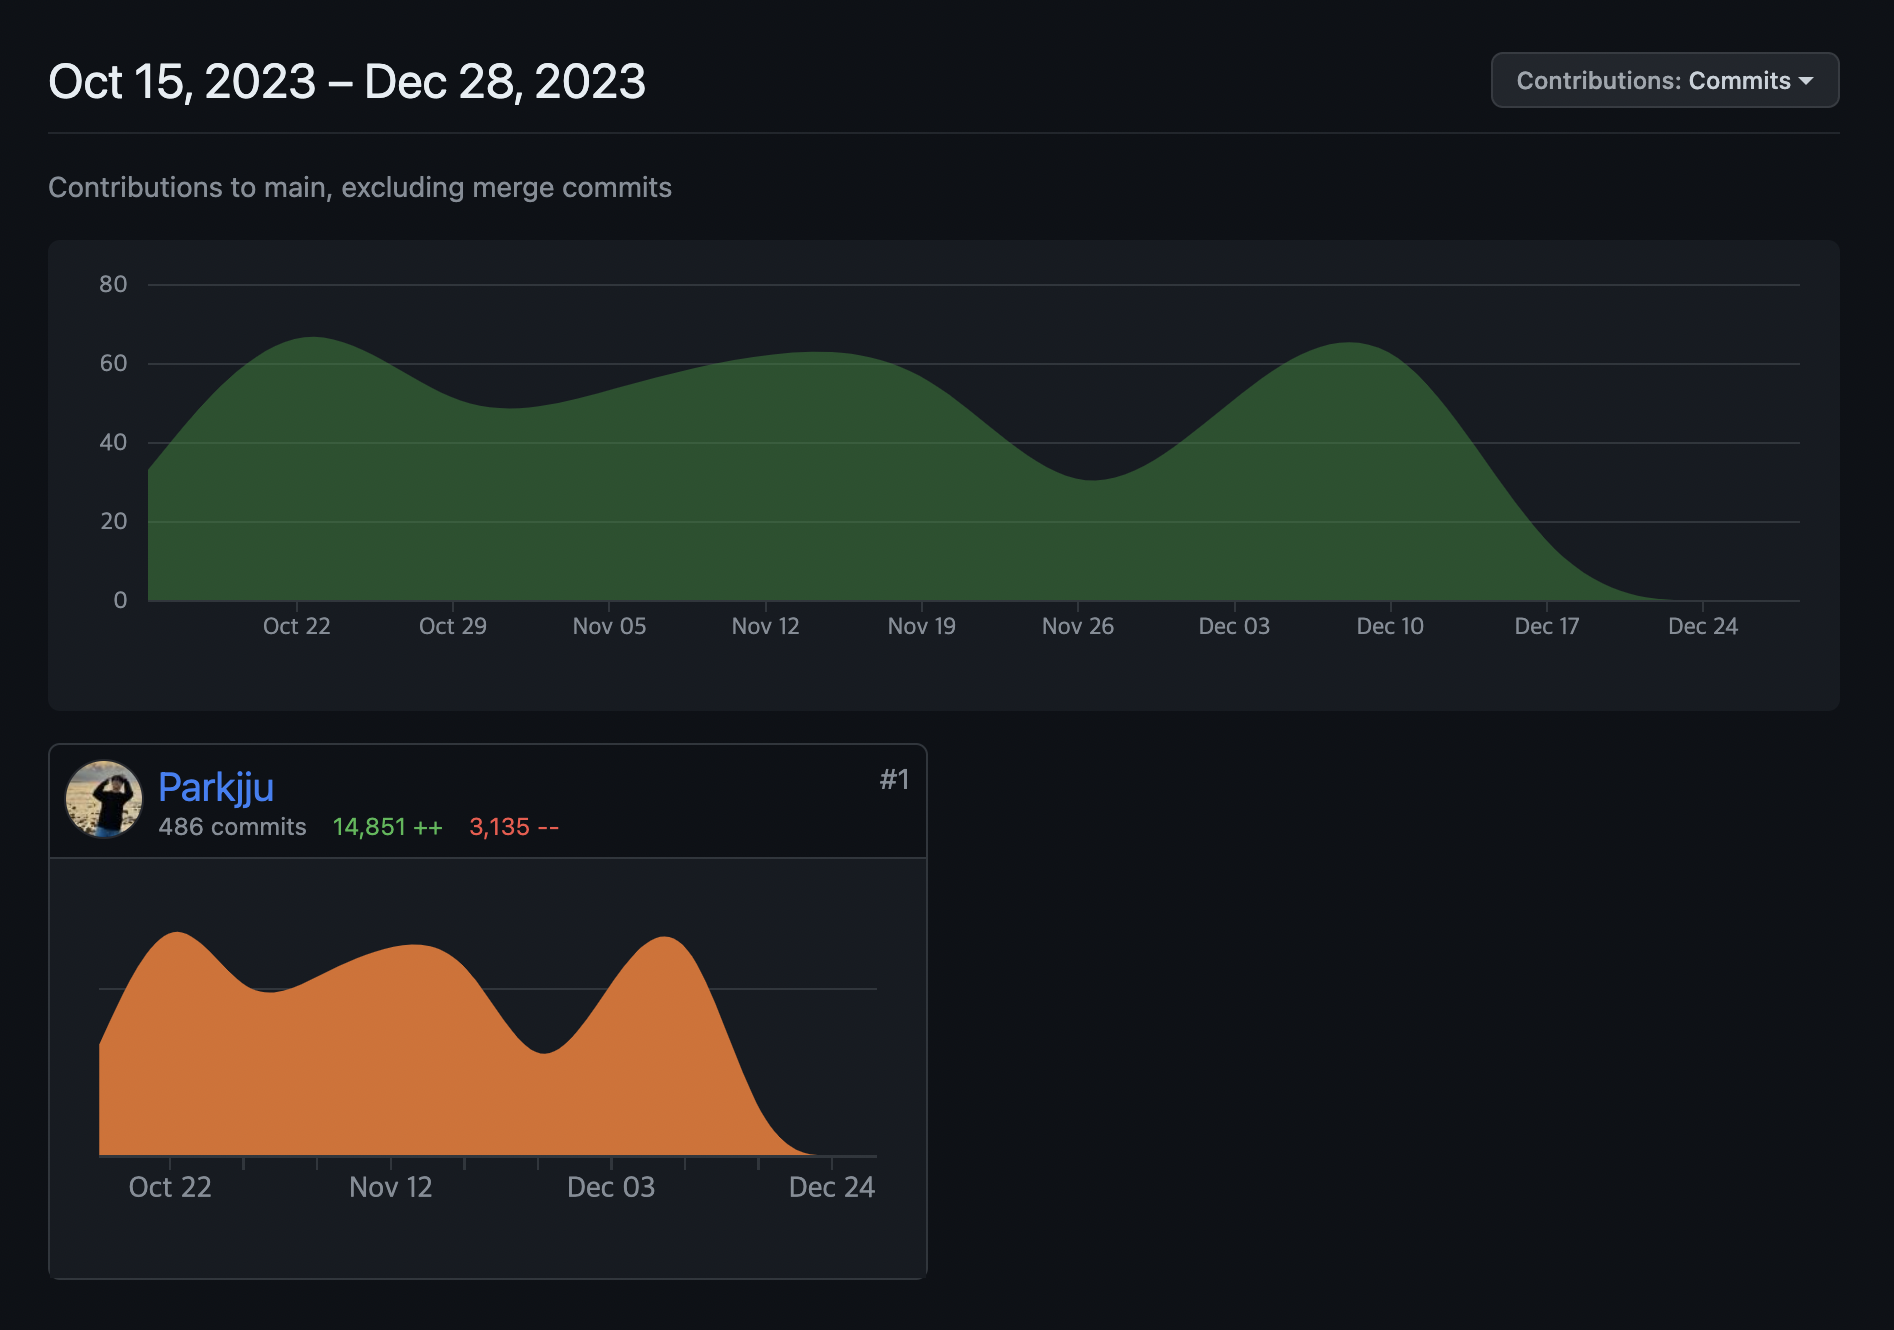 Oct 15, 2023 – Dec 28, 2023
Contributions: Commits
Contributions to main, excluding merge commits
80
60
40
20
0
Oct 22 Oct 29 Nov 05 Nov 12 Nov 19 Nov 26 Dec 03 Dec 10 Dec 17 Dec 24
Parkjju
#1
486 commits 14,851 ++ 3,135 --
Oct 22 Nov 12 Dec 03 Dec 24